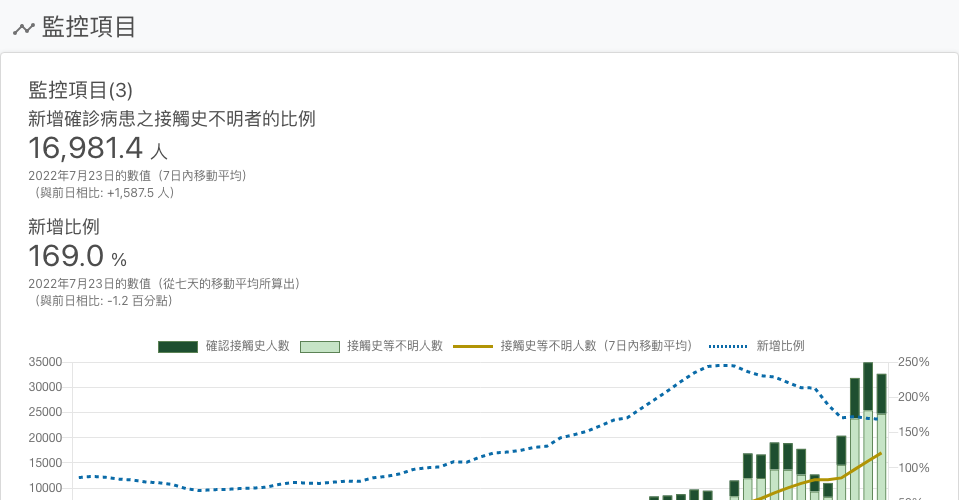 監控項目
監控項目(3)
新增確診病患之接觸史不明者的比例
16,981.4 人
2022年7月23日的數值（7日內移動平均）
（與前日相比: +1,587.5 人）
新增比例
169.0 %
2022年7月23日的數值（從七天的移動平均所算出）
（與前日相比: -1.2 百分點）
確認接觸史人數 接觸史等不明人數 接觸史等不明人數（7日內移動平均） 新增比例
35000 250%
30000
200%
25000
20000 150%
15000
100%
10000